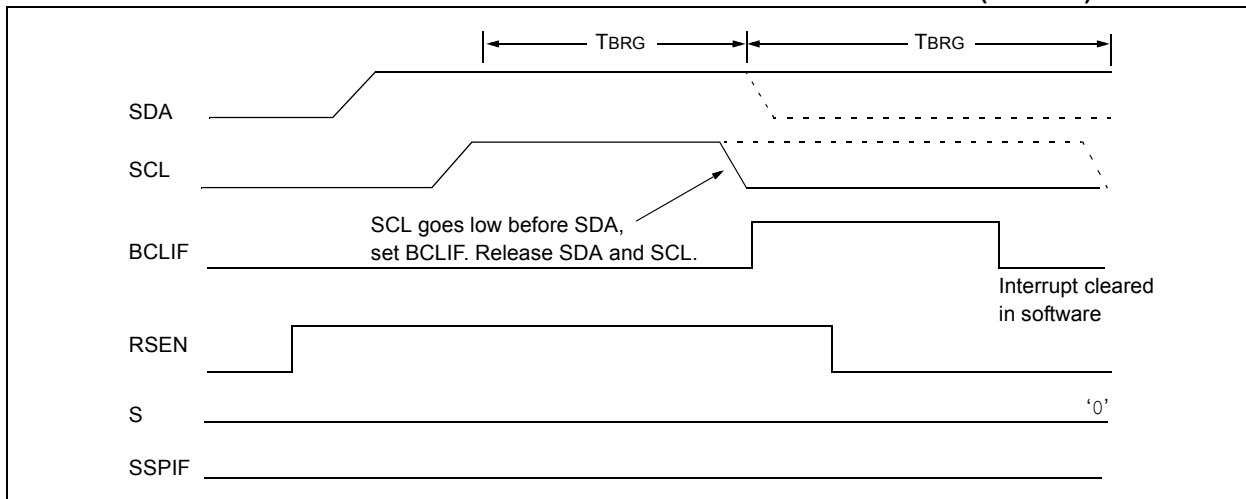 TBRG TBRG
SDA
SCL
SCL goes low before SDA,
set BCLIF. Release SDA and SCL.
BCLIF
Interrupt cleared
in software
RSEN
S '0'
SSPIF